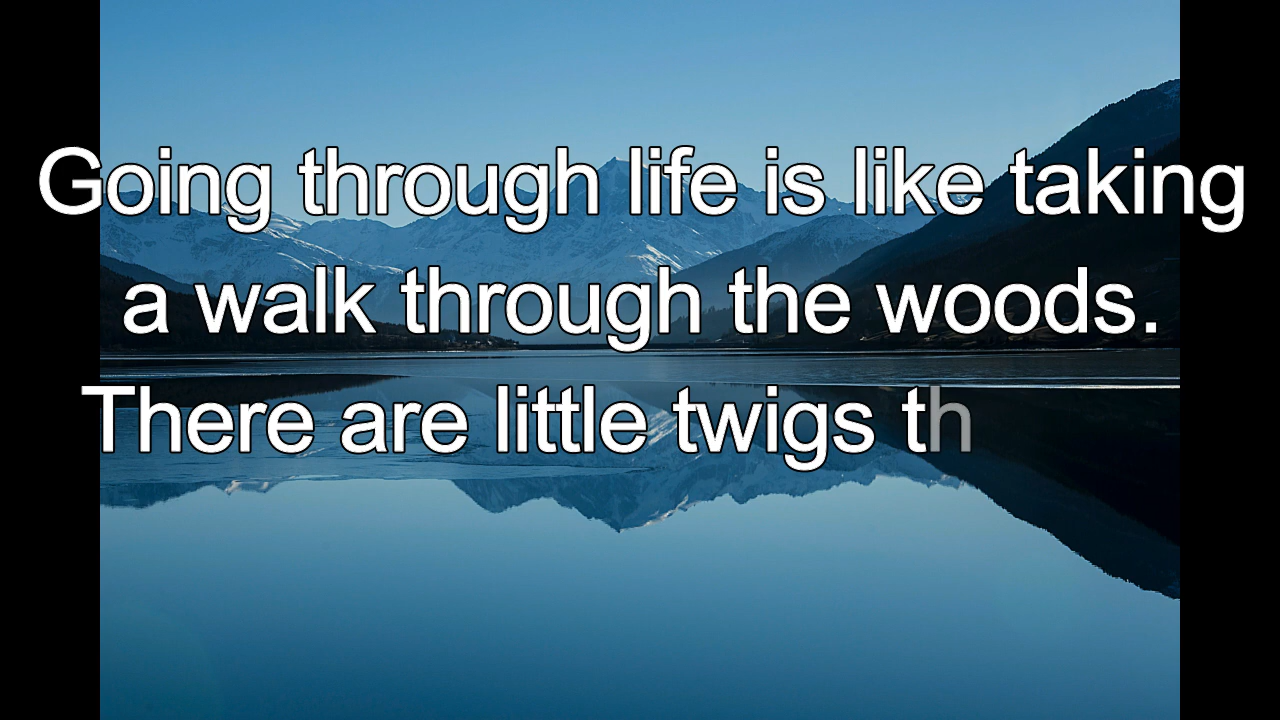 Going through life is like taking
a walk through the woods.
There are little twigs th